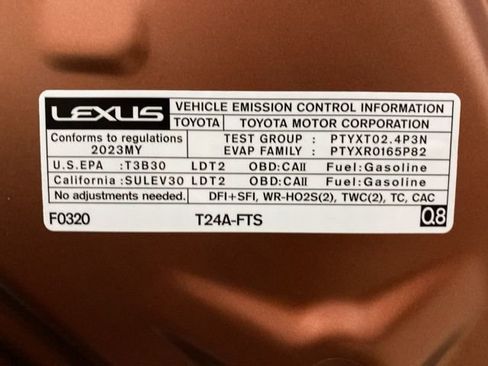 LEXUS VEHICLE EMISSION CONTROL INFORMATION
TOYOTA TOYOTA MOTOR CORPORATION
Conforms to regulations TEST GROUP : PTYXT02.4P3N
2023MY EVAP FAMILY : PTYXR0165P82
U.S.EPA :T3B30 LDT2 OBD:CAII Fuel:Gasoline
California :SULEV30 LDT2 OBD:CAII Fuel:Gasoline
No adjustments needed. DFI+SFI, WR-HO2S(2), TWC(2), TC, CAC
F0320 T24A-FTS Q8